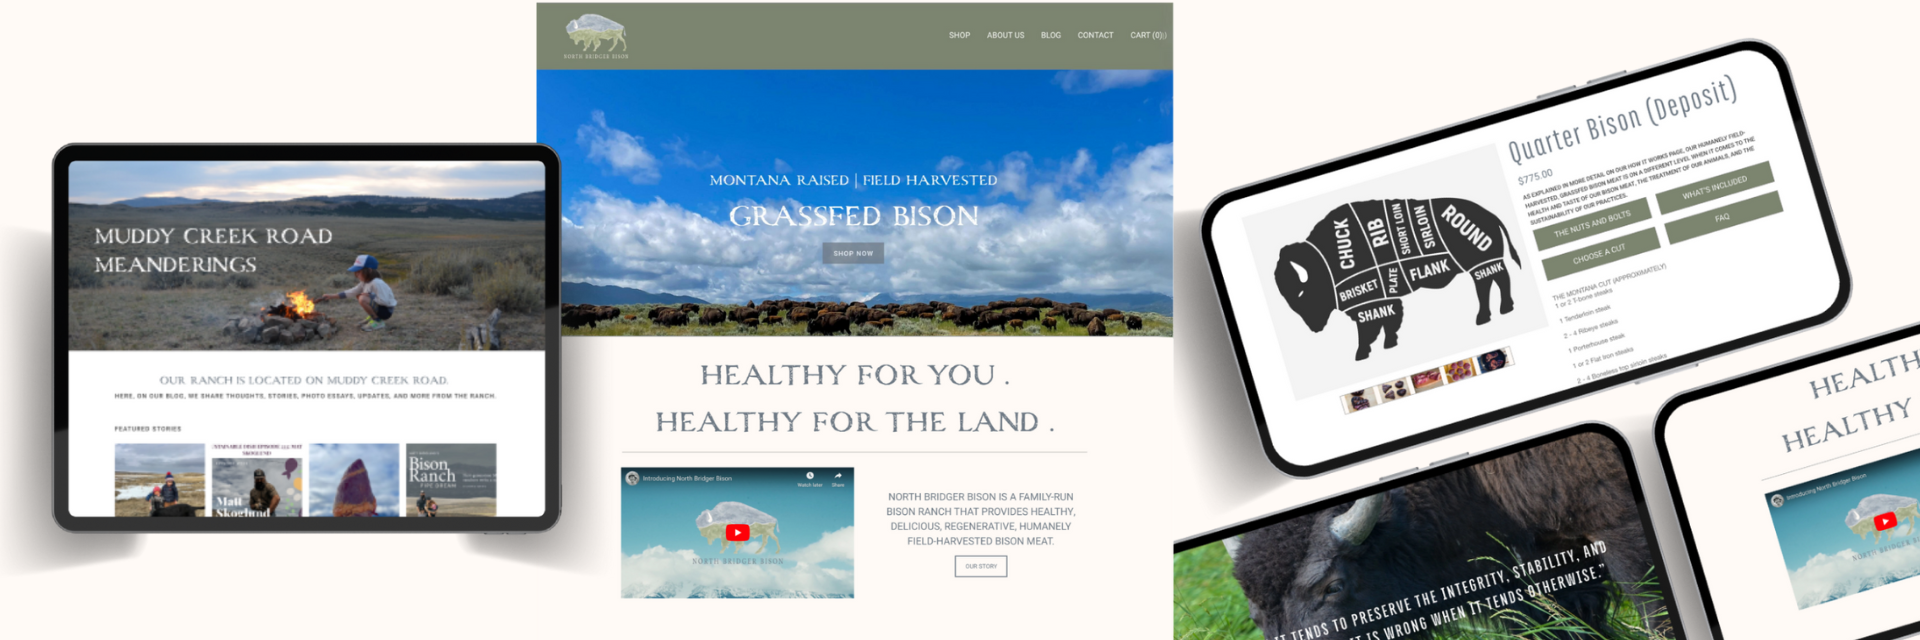 MUDDY CREEK ROAD
MEANDERINGS
OUR RANCH IS LOCATED ON MUDDY CREEK ROAD.
HERE, ON OUR BLOG, WE SHARE THOUGHTS, STORIES, PHOTO ESSAYS, UPDATES, AND MORE FROM THE RANCH.
FEATURED STORIES
Matt
Skoglund
Bison
Ranch
NORTH BRIDGER BISON
SHOP
ABOUT US
BLOG
CONTACT
CART (0)
MONTANA RAISED | FIELD HARVESTED
GRASSFED BISON
SHOP NOW
HEALTHY FOR YOU .
HEALTHY FOR THE LAND .
Introducing North Bridger Bison
Watch later
Share
NORTH BRIDGER BISON
NORTH BRIDGER BISON IS A FAMILY-RUN
BISON RANCH THAT PROVIDES HEALTHY,
DELICIOUS, REGENERATIVE, HUMANELY
FIELD-HARVESTED BISON MEAT.
OUR STORY
CHUCK
RIB
SHORT LOIN
SIRLOIN
ROUND
BRISKET
PLATE
FLANK
SHANK
SHANK
Quarter Bison (Deposit)
$775.00
AS EXPLAINED IN MORE DETAIL ON OUR HOW IT WORKS PAGE, OUR HUMANELY FIELD-
HARVESTED, GRASSFED BISON MEAT IS ON A DIFFERENT LEVEL WHEN IT COMES TO THE
HEALTH AND TASTE OF OUR BISON MEAT, THE TREATMENT OF OUR ANIMALS, AND THE
SUSTAINABILITY OF OUR PRACTICES.
THE NUTS AND BOLTS
WHAT'S INCLUDED
CHOOSE A CUT
FAQ
THE MONTANA CUT (APPROXIMATELY)
1 or 2 T-bone steaks
1 Tenderloin steak
2 - 4 Ribeye steaks
1 Porterhouse steak
1 or 2 Flat Iron steaks
2 - 4 Boneless top sirloin steaks
IT TENDS TO PRESERVE THE INTEGRITY, STABILITY, AND
IT IS WRONG WHEN IT TENDS OTHERWISE."
HEALTH
HEALTHY
Introducing North Bridger Bison
NORTH BRIDGER